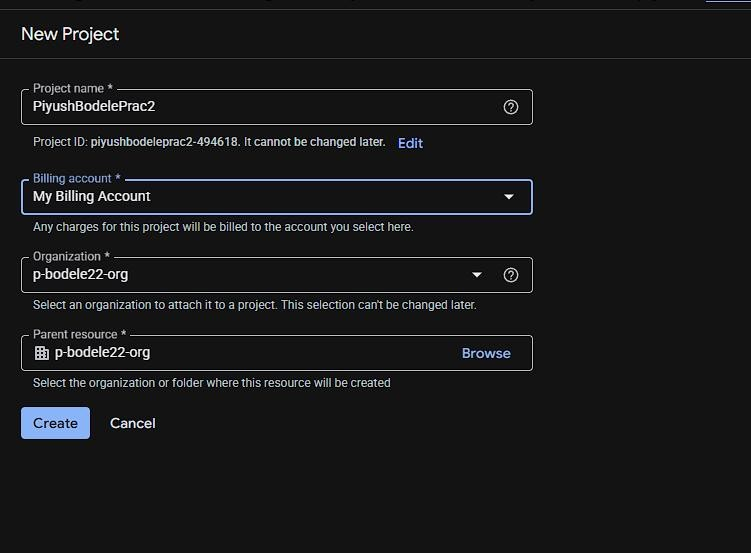 New Project
Project name *
PiyushBodelePrac2
Project ID: piyushbodeleprac2-494618. It cannot be changed later. Edit
Billing account *
My Billing Account
Any charges for this project will be billed to the account you select here.
Organization *
p-bodele22-org
Select an organization to attach it to a project. This selection can't be changed later.
Parent resource *
p-bodele22-org Browse
Select the organization or folder where this resource will be created
Create Cancel